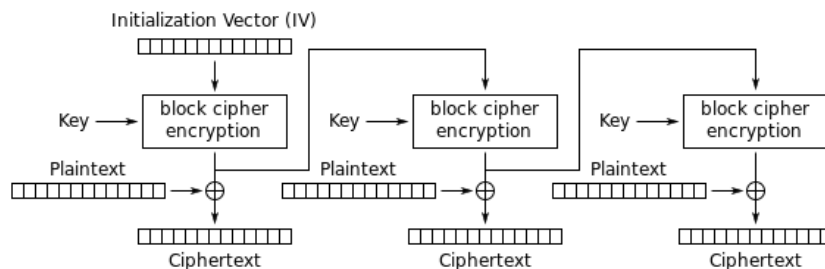 Initialization Vector (IV)
Key
block cipher
encryption
Key
block cipher
encryption
Key
block cipher
encryption
Plaintext
Plaintext
Plaintext
Ciphertext
Ciphertext
Ciphertext